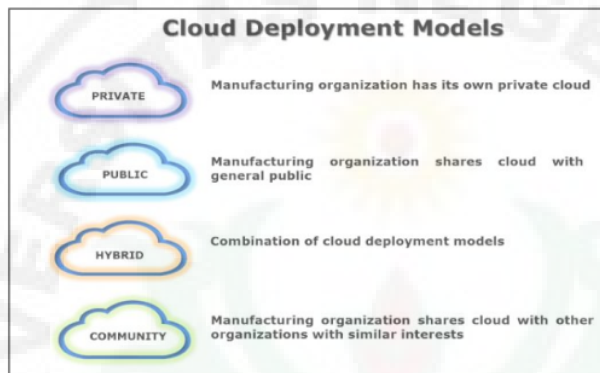 Cloud Deployment Models
PRIVATE
Manufacturing organization has its own private cloud
PUBLIC
Manufacturing organization shares cloud with
general public
HYBRID
Combination of cloud deployment models
COMMUNITY
Manufacturing organization shares cloud with other
organizations with similar interests